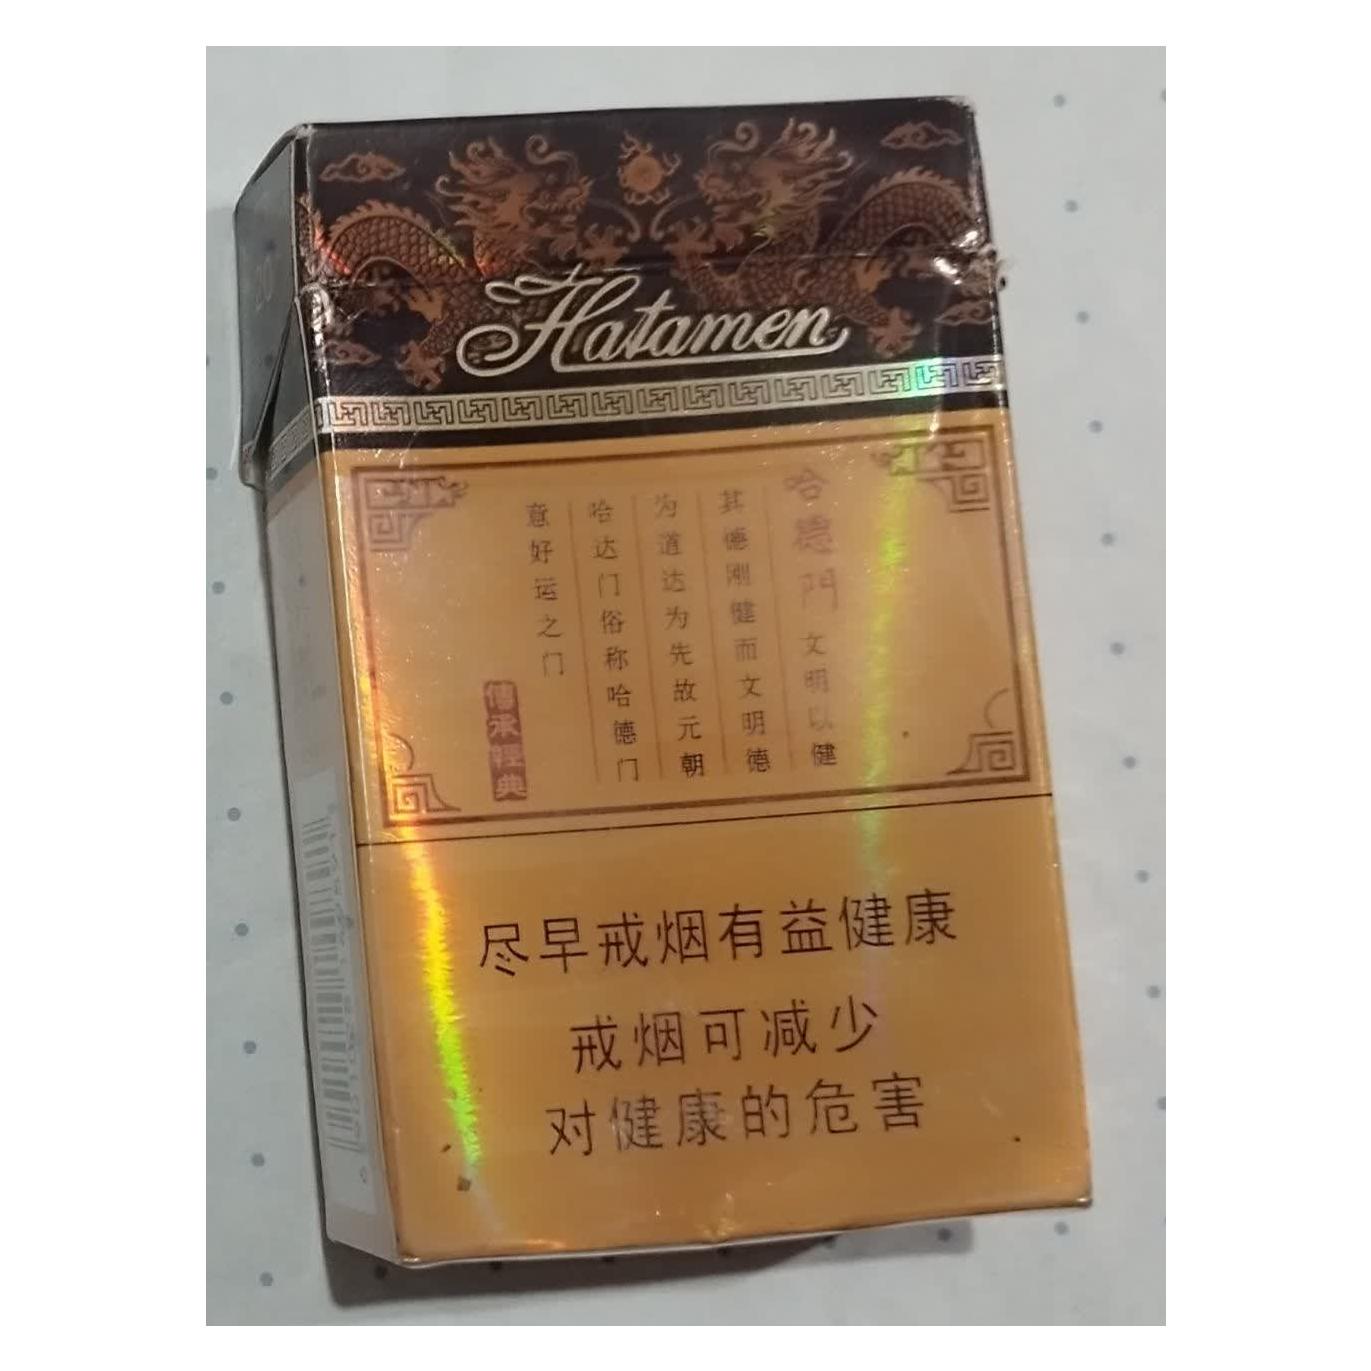 Hatamen
哈德門 文明以健
其德刚健而文明德
为道达为先故元朝
哈达门俗称哈德门
意好运之门
傳承經典
尽早戒烟有益健康
戒烟可减少
对健康的危害